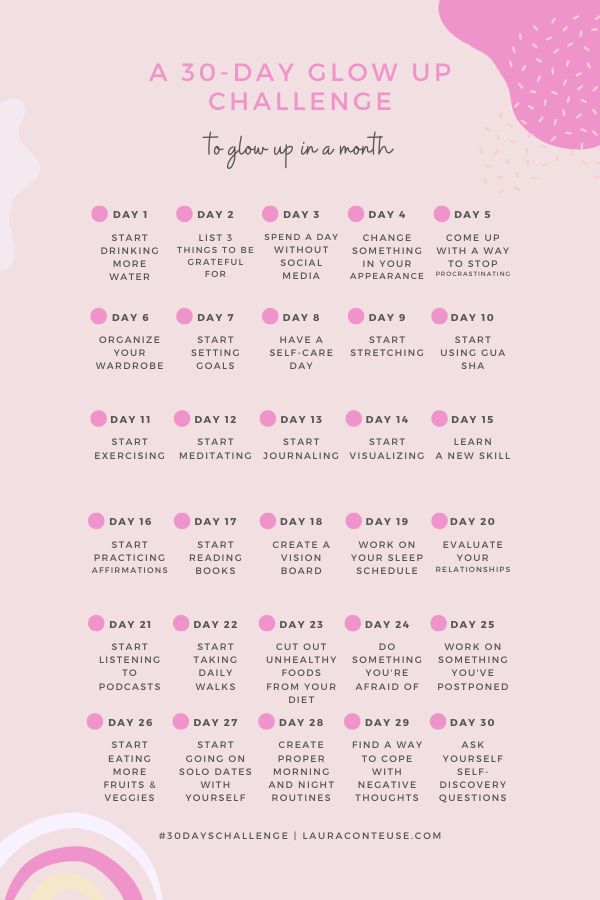 A 30-DAY GLOW UP
CHALLENGE
to glow up in a month
DAY 1
START
DRINKING
MORE
WATER
DAY 2
LIST 3
THINGS TO BE
GRATEFUL
FOR
DAY 3
SPEND A DAY
WITHOUT
SOCIAL
MEDIA
DAY 4
CHANGE
SOMETHING
IN YOUR
APPEARANCE
DAY 5
COME UP
WITH A WAY
TO STOP
PROCRASTINATING
DAY 6
ORGANIZE
YOUR
WARDROBE
DAY 7
START
SETTING
GOALS
DAY 8
HAVE A
SELF-CARE
DAY
DAY 9
START
STRETCHING
DAY 10
START
USING GUA
SHA
DAY 11
START
EXERCISING
DAY 12
START
MEDITATING
DAY 13
START
JOURNALING
DAY 14
START
VISUALIZING
DAY 15
LEARN
A NEW SKILL
DAY 16
START
PRACTICING
AFFIRMATIONS
DAY 17
START
READING
BOOKS
DAY 18
CREATE A
VISION
BOARD
DAY 19
WORK ON
YOUR SLEEP
SCHEDULE
DAY 20
EVALUATE
YOUR
RELATIONSHIPS
DAY 21
START
LISTENING
TO
PODCASTS
DAY 22
START
TAKING
DAILY
WALKS
DAY 23
CUT OUT
UNHEALTHY
FOODS
FROM YOUR
DIET
DAY 24
DO
SOMETHING
YOU'RE
AFRAID OF
DAY 25
WORK ON
SOMETHING
YOU'VE
POSTPONED
DAY 26
START
EATING
MORE
FRUITS &
VEGGIES
DAY 27
START
GOING ON
SOLO DATES
WITH
YOURSELF
DAY 28
CREATE
PROPER
MORNING
AND NIGHT
ROUTINES
DAY 29
FIND A WAY
TO COPE
WITH
NEGATIVE
THOUGHTS
DAY 30
ASK
YOURSELF
SELF-
DISCOVERY
QUESTIONS
#30DAYSCHALLENGE | LAURACONTEUSE.COM